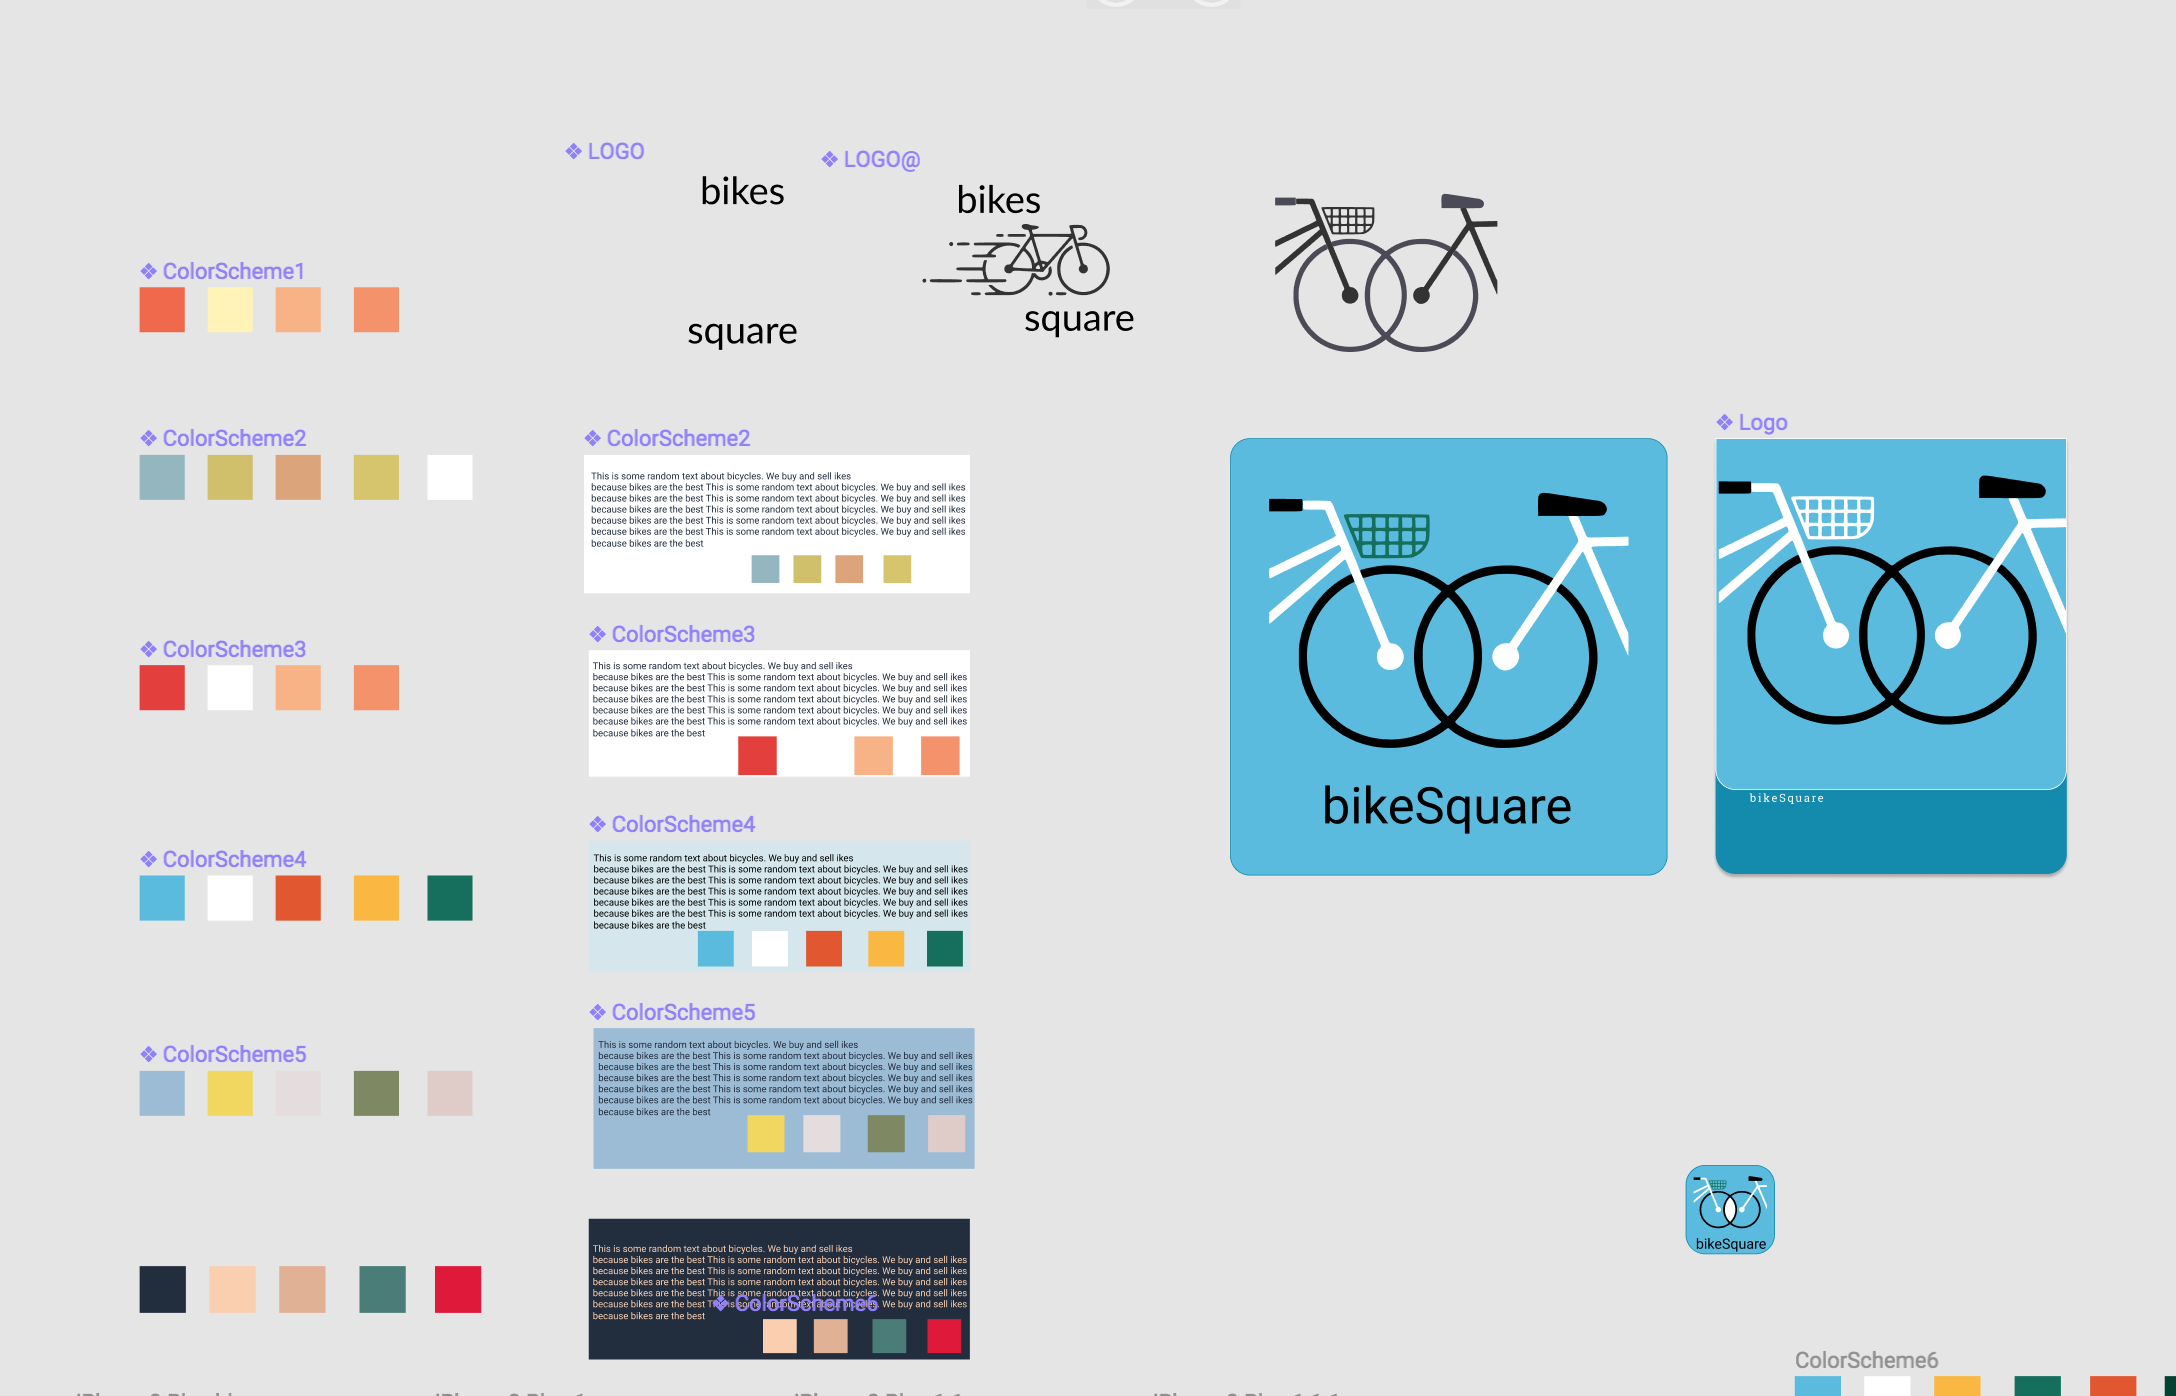 LOGO
LOGO@
bikes
bikes
square
square
ColorScheme1
ColorScheme2
ColorScheme3
ColorScheme4
ColorScheme5
ColorScheme2
This is some random text about bicycles. We buy and sell ikes
because bikes are the best This is some random text about bicycles. We buy and sell ikes
because bikes are the best This is some random text about bicycles. We buy and sell ikes
because bikes are the best This is some random text about bicycles. We buy and sell ikes
because bikes are the best This is some random text about bicycles. We buy and sell ikes
because bikes are the best This is some random text about bicycles. We buy and sell ikes
because bikes are the best
ColorScheme3
This is some random text about bicycles. We buy and sell ikes
because bikes are the best This is some random text about bicycles. We buy and sell ikes
because bikes are the best This is some random text about bicycles. We buy and sell ikes
because bikes are the best This is some random text about bicycles. We buy and sell ikes
because bikes are the best This is some random text about bicycles. We buy and sell ikes
because bikes are the best This is some random text about bicycles. We buy and sell ikes
because bikes are the best
ColorScheme4
This is some random text about bicycles. We buy and sell ikes
because bikes are the best This is some random text about bicycles. We buy and sell ikes
because bikes are the best This is some random text about bicycles. We buy and sell ikes
because bikes are the best This is some random text about bicycles. We buy and sell ikes
because bikes are the best This is some random text about bicycles. We buy and sell ikes
because bikes are the best This is some random text about bicycles. We buy and sell ikes
because bikes are the best
ColorScheme5
This is some random text about bicycles. We buy and sell ikes
because bikes are the best This is some random text about bicycles. We buy and sell ikes
because bikes are the best This is some random text about bicycles. We buy and sell ikes
because bikes are the best This is some random text about bicycles. We buy and sell ikes
because bikes are the best This is some random text about bicycles. We buy and sell ikes
because bikes are the best This is some random text about bicycles. We buy and sell ikes
because bikes are the best
This is some random text about bicycles. We buy and sell ikes
because bikes are the best This is some random text about bicycles. We buy and sell ikes
because bikes are the best This is some random text about bicycles. We buy and sell ikes
because bikes are the best This is some random text about bicycles. We buy and sell ikes
because bikes are the best This is some random text about bicycles. We buy and sell ikes
because bikes are the best This is some random text about bicycles. We buy and sell ikes
because bikes are the best
ColorScheme6
bikeSquare
Logo
bikeSquare
bikeSquare
ColorScheme6